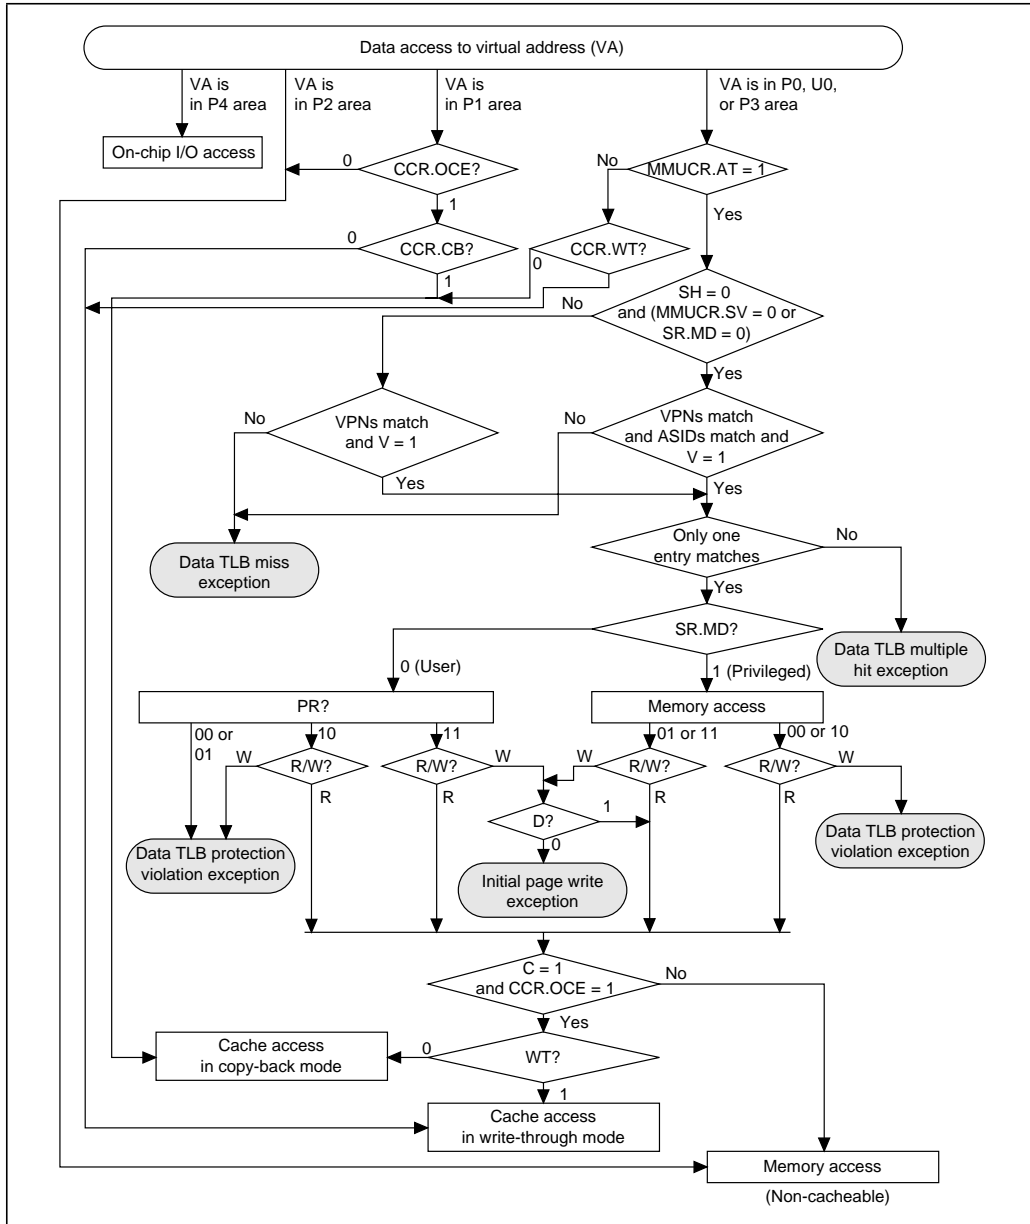 Data access to virtual address (VA)
VA is
in P4 area
VA is
in P2 area
VA is
in P1 area
VA is in P0, U0,
or P3 area
On-chip I/O access
0
CCR.OCE?
No
MMUCR.AT = 1
1
Yes
0
CCR.CB?
CCR.WT?
0
1
No
SH = 0
and (MMUCR.SV = 0 or
SR.MD = 0)
Yes
No
VPNs match
and V = 1
No
VPNs match
and ASIDs match and
V = 1
Yes
Yes
Only one
entry matches
No
Data TLB miss
exception
Yes
SR.MD?
Data TLB multiple
hit exception
0 (User)
1 (Privileged)
PR?
Memory access
00 or
01
10
11
01 or 11
00 or 10
W
R/W?
R/W?
W
W
R/W?
R/W?
W
R
R
R
R
D?
1
0
Data TLB protection
violation exception
Initial page write
exception
Data TLB protection
violation exception
C = 1
and CCR.OCE = 1
No
Yes
Cache access
in copy-back mode
0
WT?
1
Cache access
in write-through mode
Memory access
(Non-cacheable)